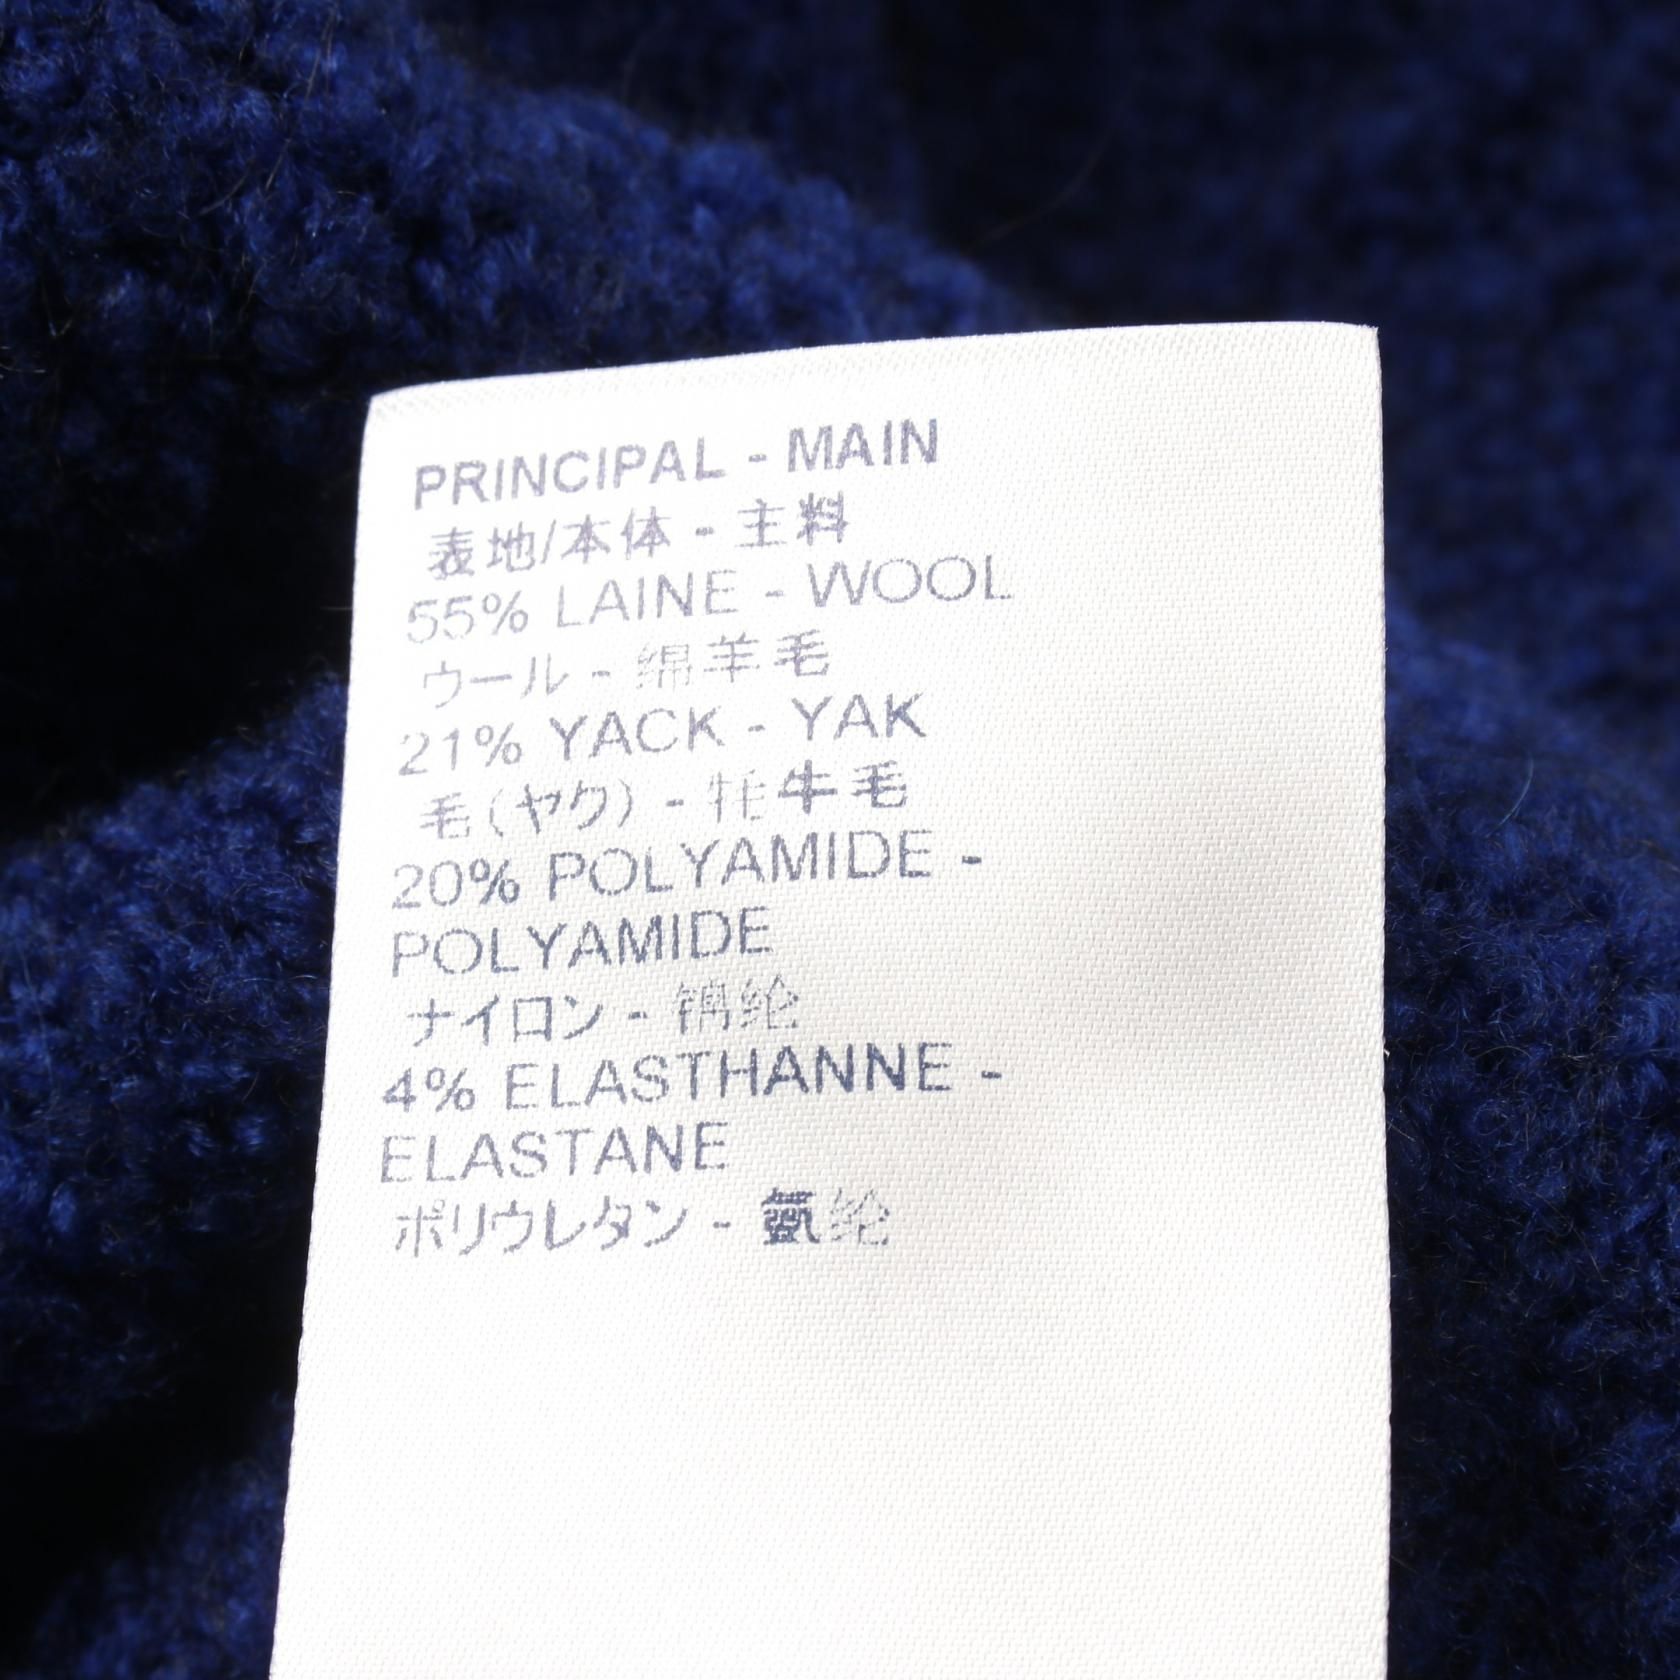 PRINCIPAL - MAIN
表地/本体 - 主料
55% LAINE - WOOL
ウール - 绵羊毛
21% YACK - YAK
毛(ヤク) - 牦牛毛
20% POLYAMIDE -
POLYAMIDE
ナイロン - 锦纶
4% ELASTHANNE -
ELASTANE
ポリウレタン - 氨纶